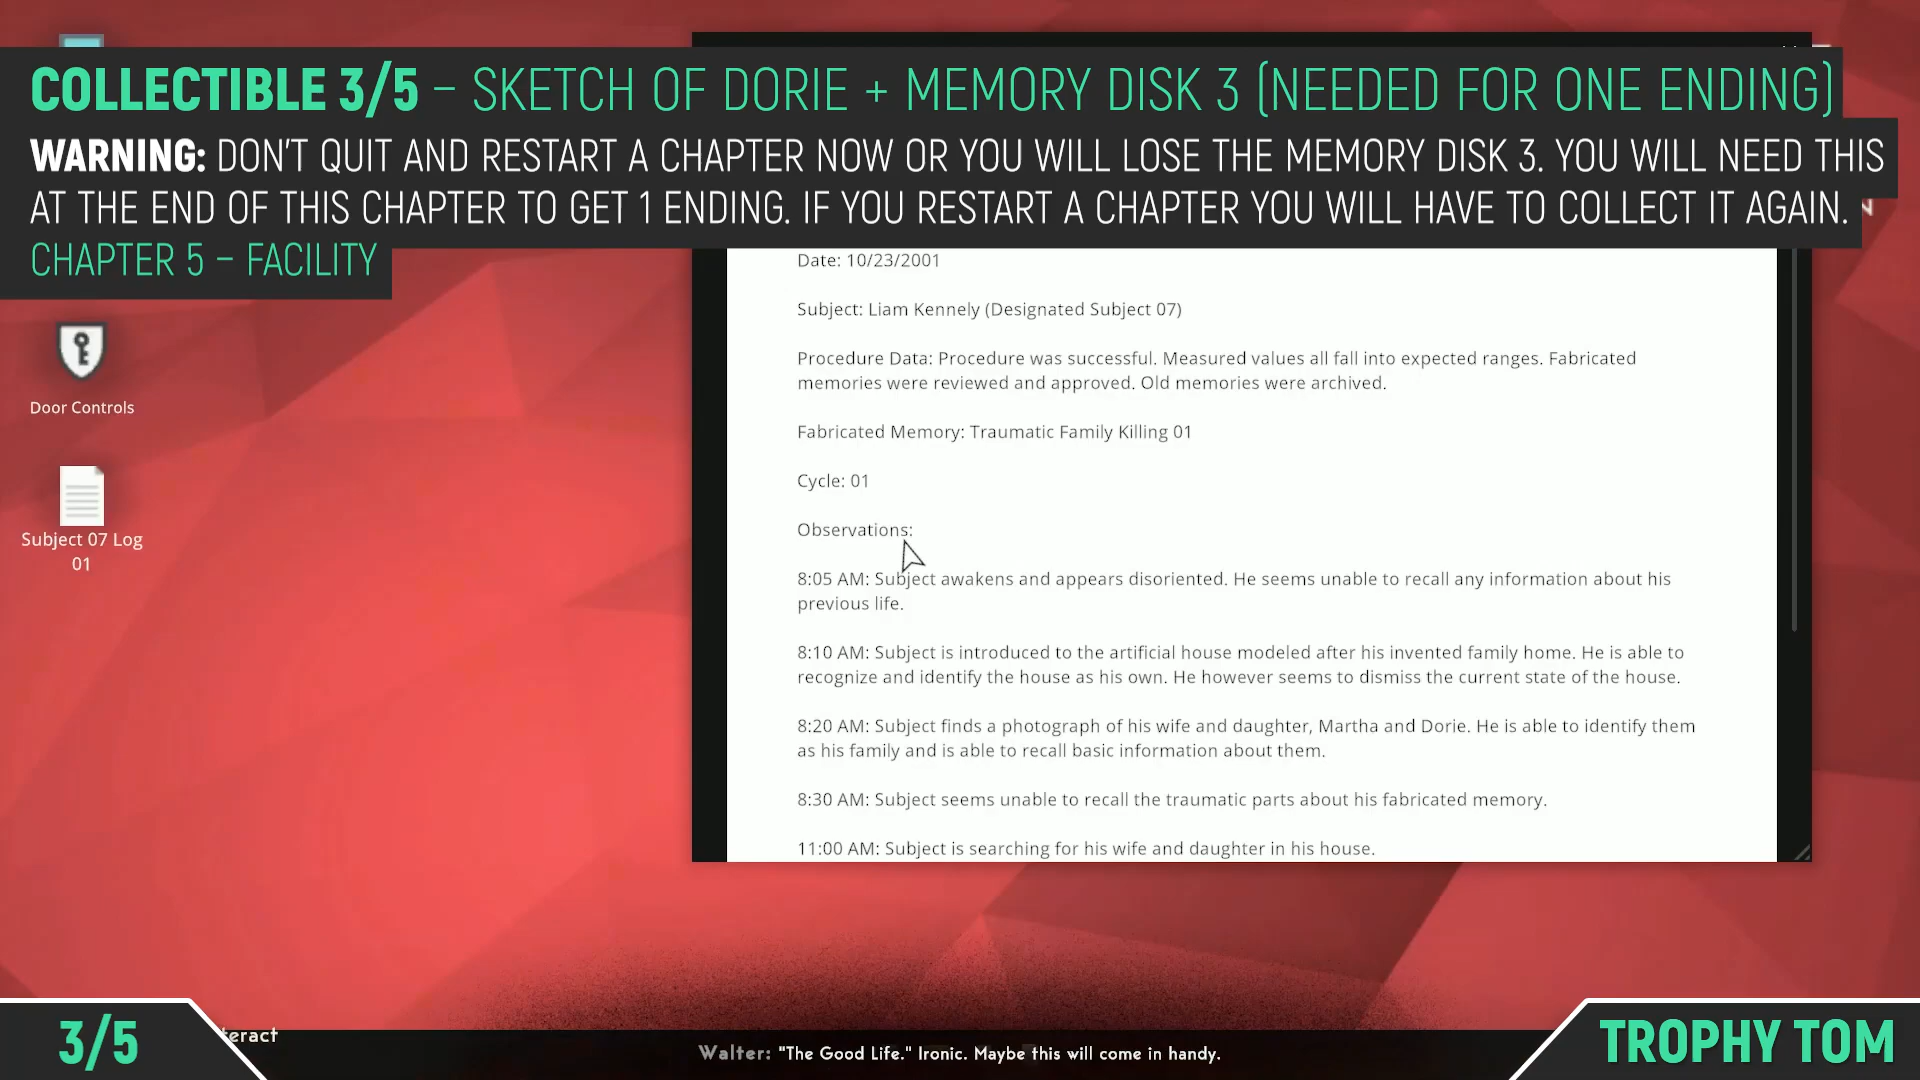 COLLECTIBLE 3/5 – SKETCH OF DORIE + MEMORY DISK 3 (NEEDED FOR ONE ENDING)
WARNING: DON'T QUIT AND RESTART A CHAPTER NOW OR YOU WILL LOSE THE MEMORY DISK 3. YOU WILL NEED THIS
AT THE END OF THIS CHAPTER TO GET 1 ENDING. IF YOU RESTART A CHAPTER YOU WILL HAVE TO COLLECT IT AGAIN.
CHAPTER 5 – FACILITY
Date: 10/23/2001
Subject: Liam Kennely (Designated Subject 07)
Procedure Data: Procedure was successful. Measured values all fall into expected ranges. Fabricated
memories were reviewed and approved. Old memories were archived.
Fabricated Memory: Traumatic Family Killing 01
Cycle: 01
Observations:
8:05 AM: Subject awakens and appears disoriented. He seems unable to recall any information about his
previous life.
8:10 AM: Subject is introduced to the artificial house modeled after his invented family home. He is able to
recognize and identify the house as his own. He however seems to dismiss the current state of the house.
8:20 AM: Subject finds a photograph of his wife and daughter, Martha and Dorie. He is able to identify them
as his family and is able to recall basic information about them.
8:30 AM: Subject seems unable to recall the traumatic parts about his fabricated memory.
11:00 AM: Subject is searching for his wife and daughter in his house.
Door Controls
Subject 07 Log
01
3/5
teract
Walter: "The Good Life." Ironic. Maybe this will come in handy.
TROPHY TOM